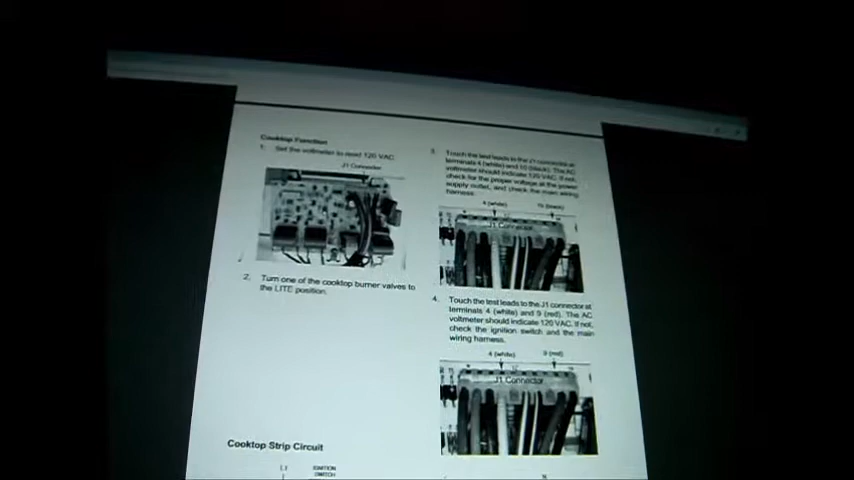 Cooktop Function
1. Set the voltmeter to read 120 VAC.
J1 Connector
2. Turn one of the cooktop burner valves to
the LITE position.
3. Touch the test leads to the J1 connector at
terminals 4 (white) and 10 (black). The AC
voltmeter should indicate 120 VAC. If not,
check for the proper voltage at the power
supply outlet, and check the main wiring
harness.
4 (white) 10 (black)
J1 Connector
4. Touch the test leads to the J1 connector at
terminals 4 (white) and 9 (red). The AC
voltmeter should indicate 120 VAC. If not,
check the ignition switch and the main
wiring harness.
4 (white) 9 (red)
J1 Connector
Cooktop Strip Circuit
L1 IGNITION
SWITCH
N